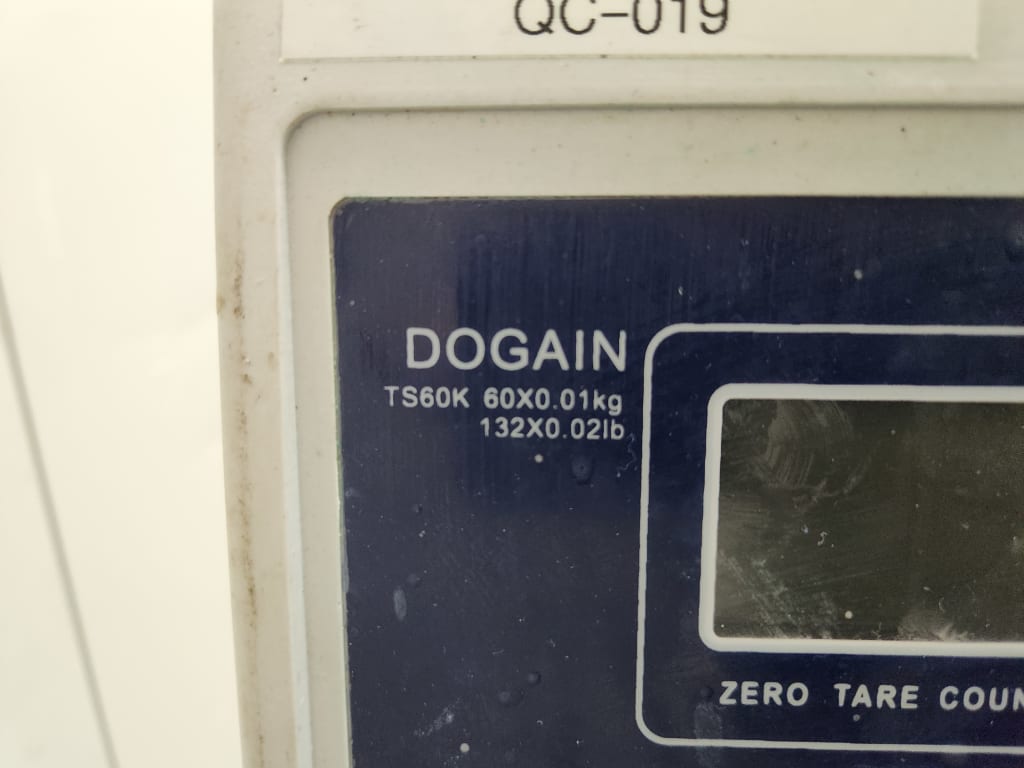 QC-019
DOGAIN
TS60K 60X0.01kg
132X0.02lb
ZERO TARE COUN